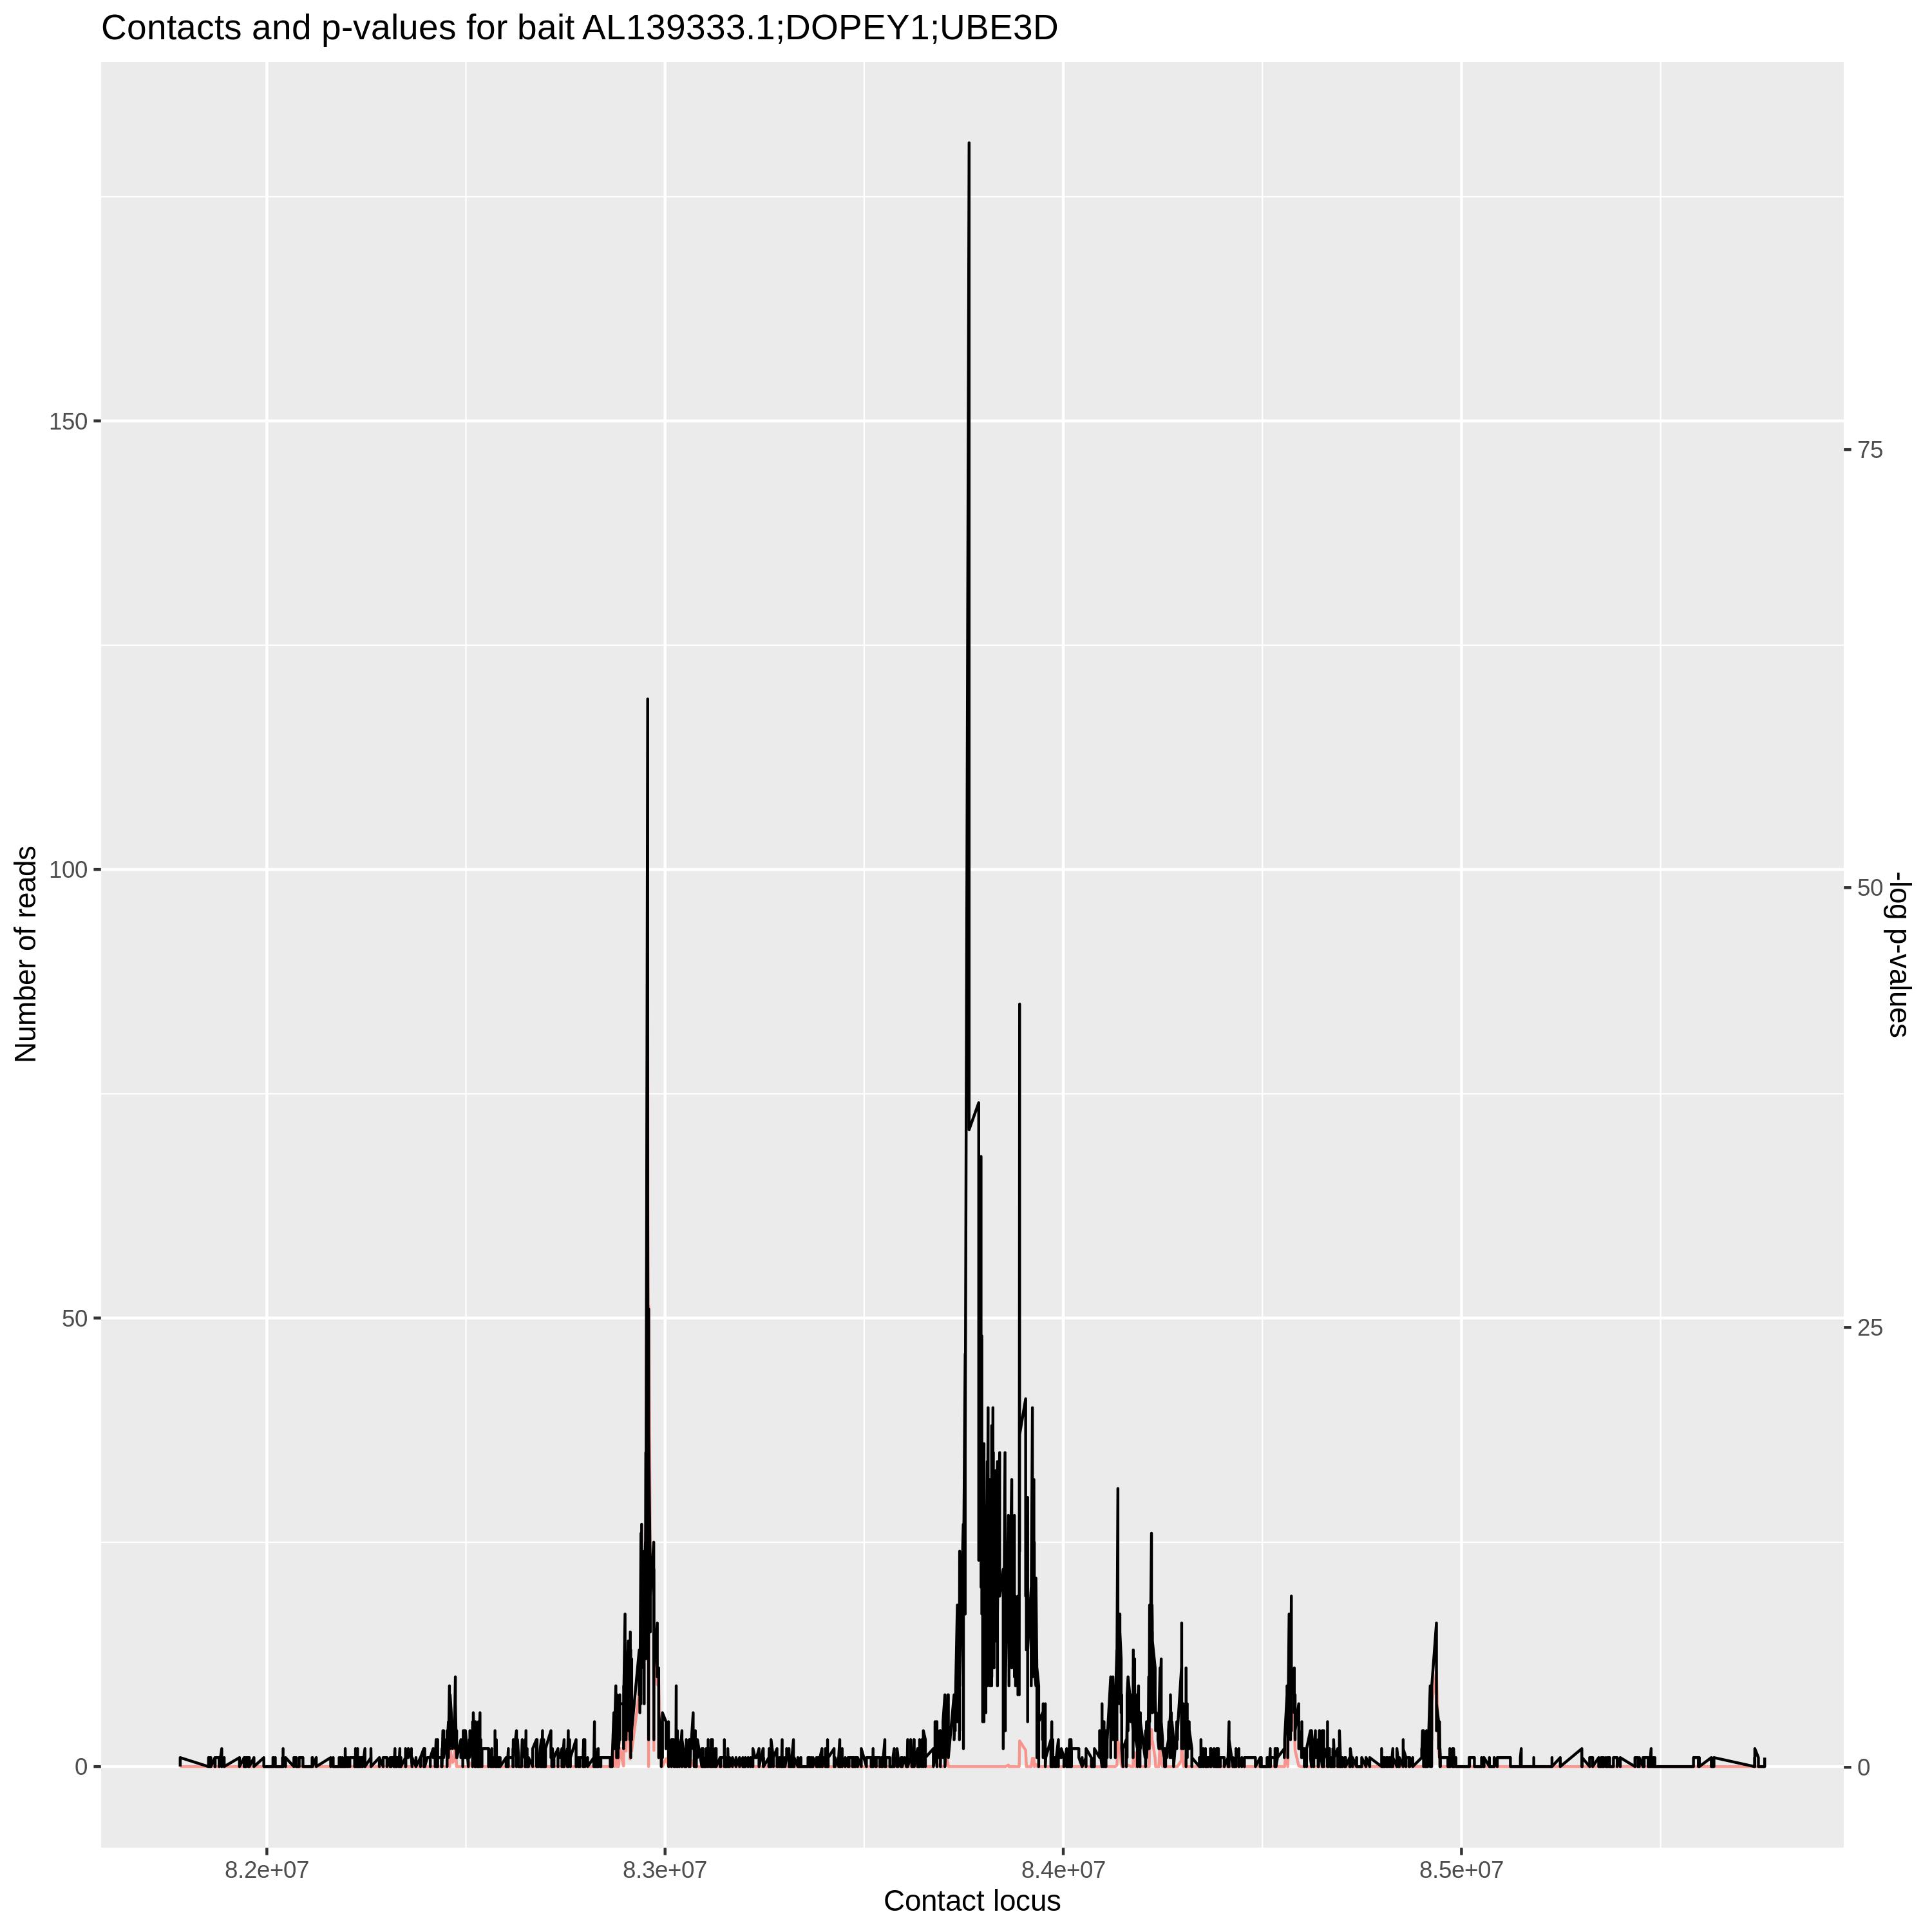 Contacts and p-values for bait AL139333.1;DOPEY1;UBE3D
150
100
50
0
Number of reads
75
50
25
0
-log p-values
8.2e+07
8.3e+07
8.4e+07
8.5e+07
Contact locus